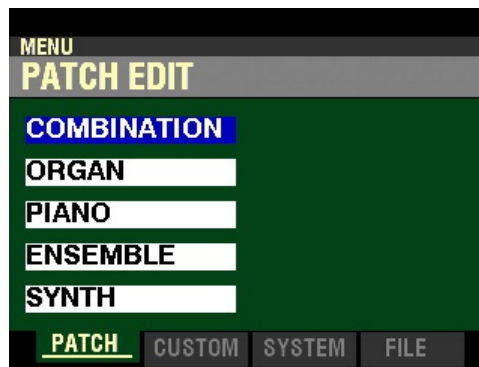 MENU
PATCH EDIT
COMBINATION
ORGAN
PIANO
ENSEMBLE
SYNTH
PATCH CUSTOM SYSTEM FILE